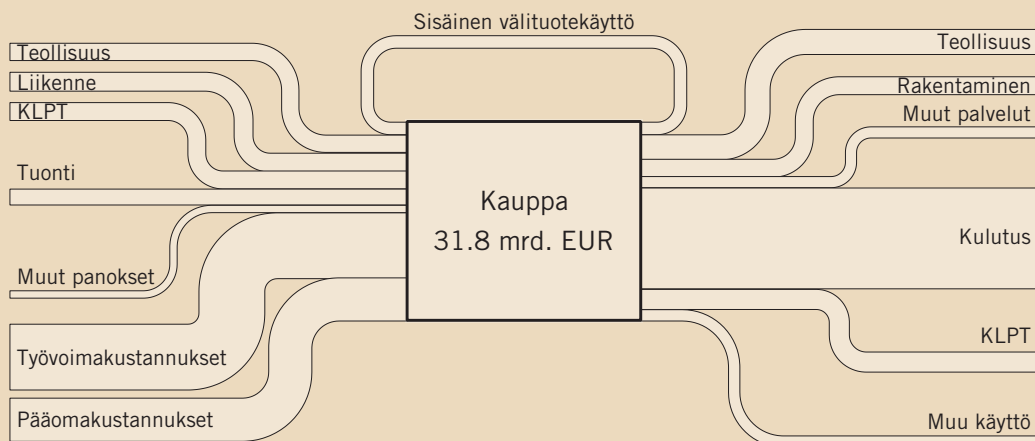 Sisäinen välituotekäyttö
Teollisuus
Liikenne
KLPT
Tuonti
Muut panokset
Työvoimakustannukset
Pääomakustannukset
Kauppa
31.8 mrd. EUR
Teollisuus
Rakentaminen
Muut palvelut
Kulutus
KLPT
Muu käyttö